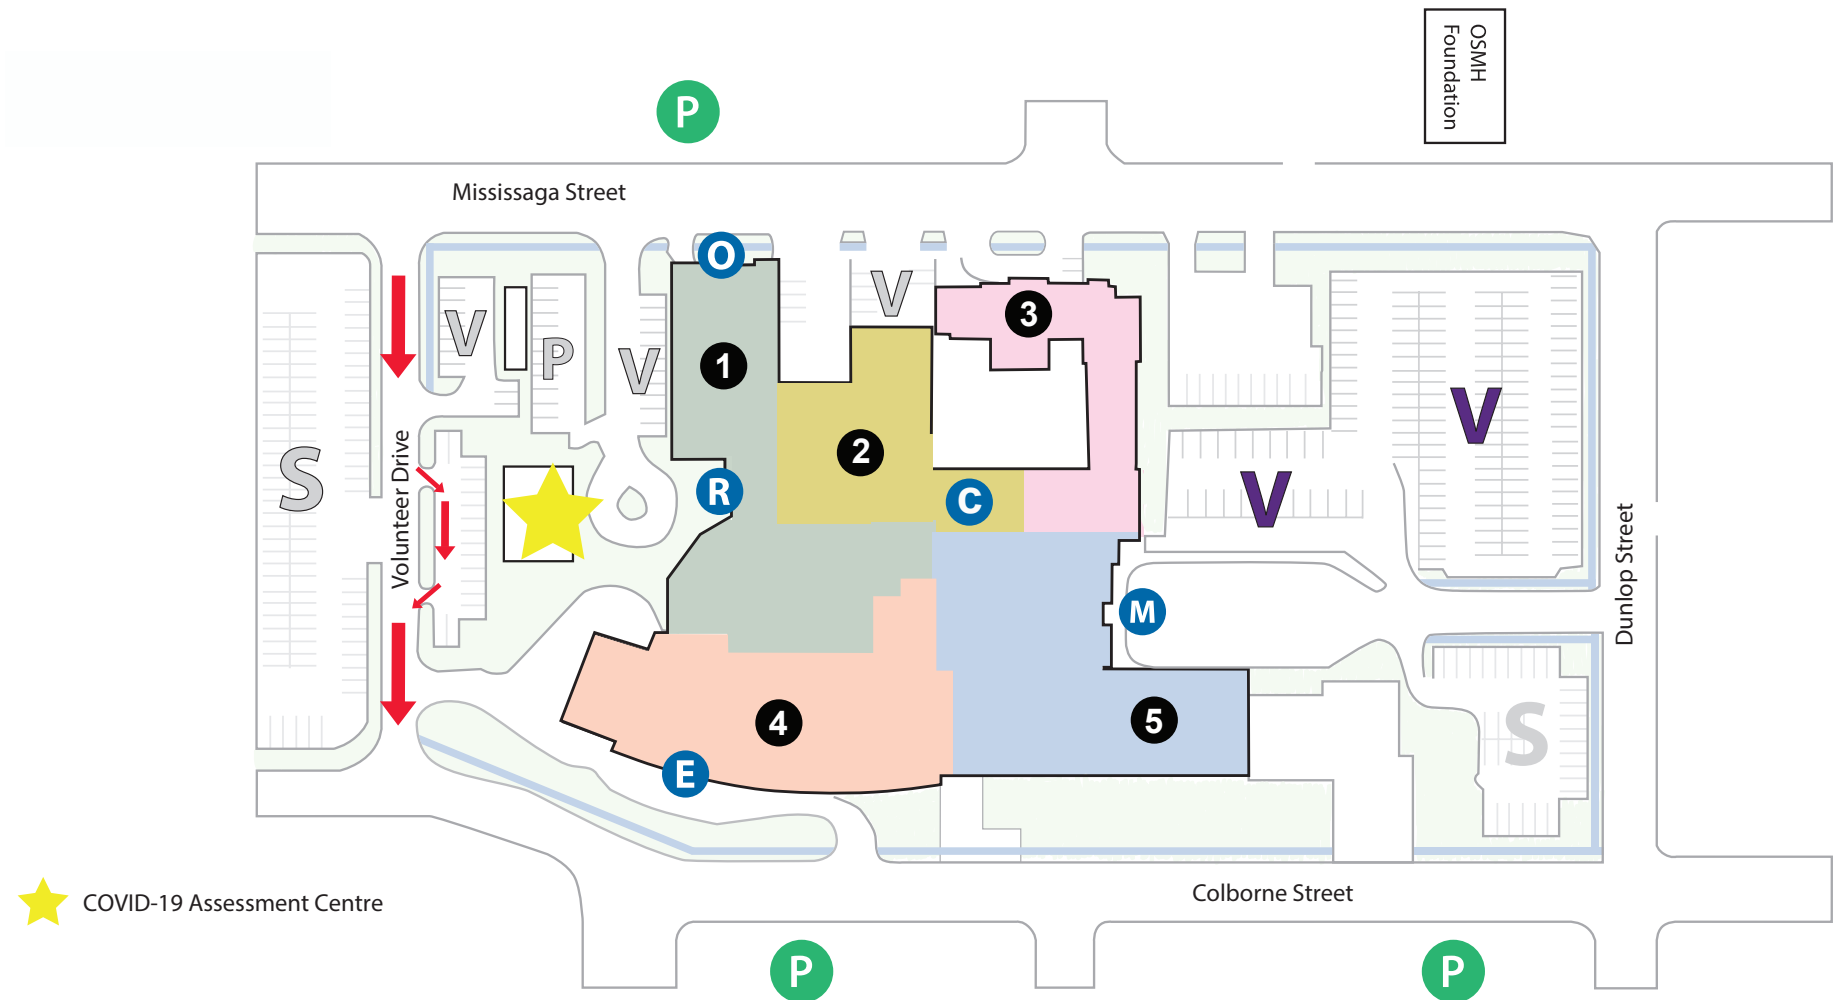 OSMH
Foundation
P
Mississaga Street
O
V
3
V
P
V
1
V
2
S
R
C
V
Volunteer Drive
M
Dunlop Street
4
5
S
E
COVID-19 Assessment Centre
Colborne Street
P
P